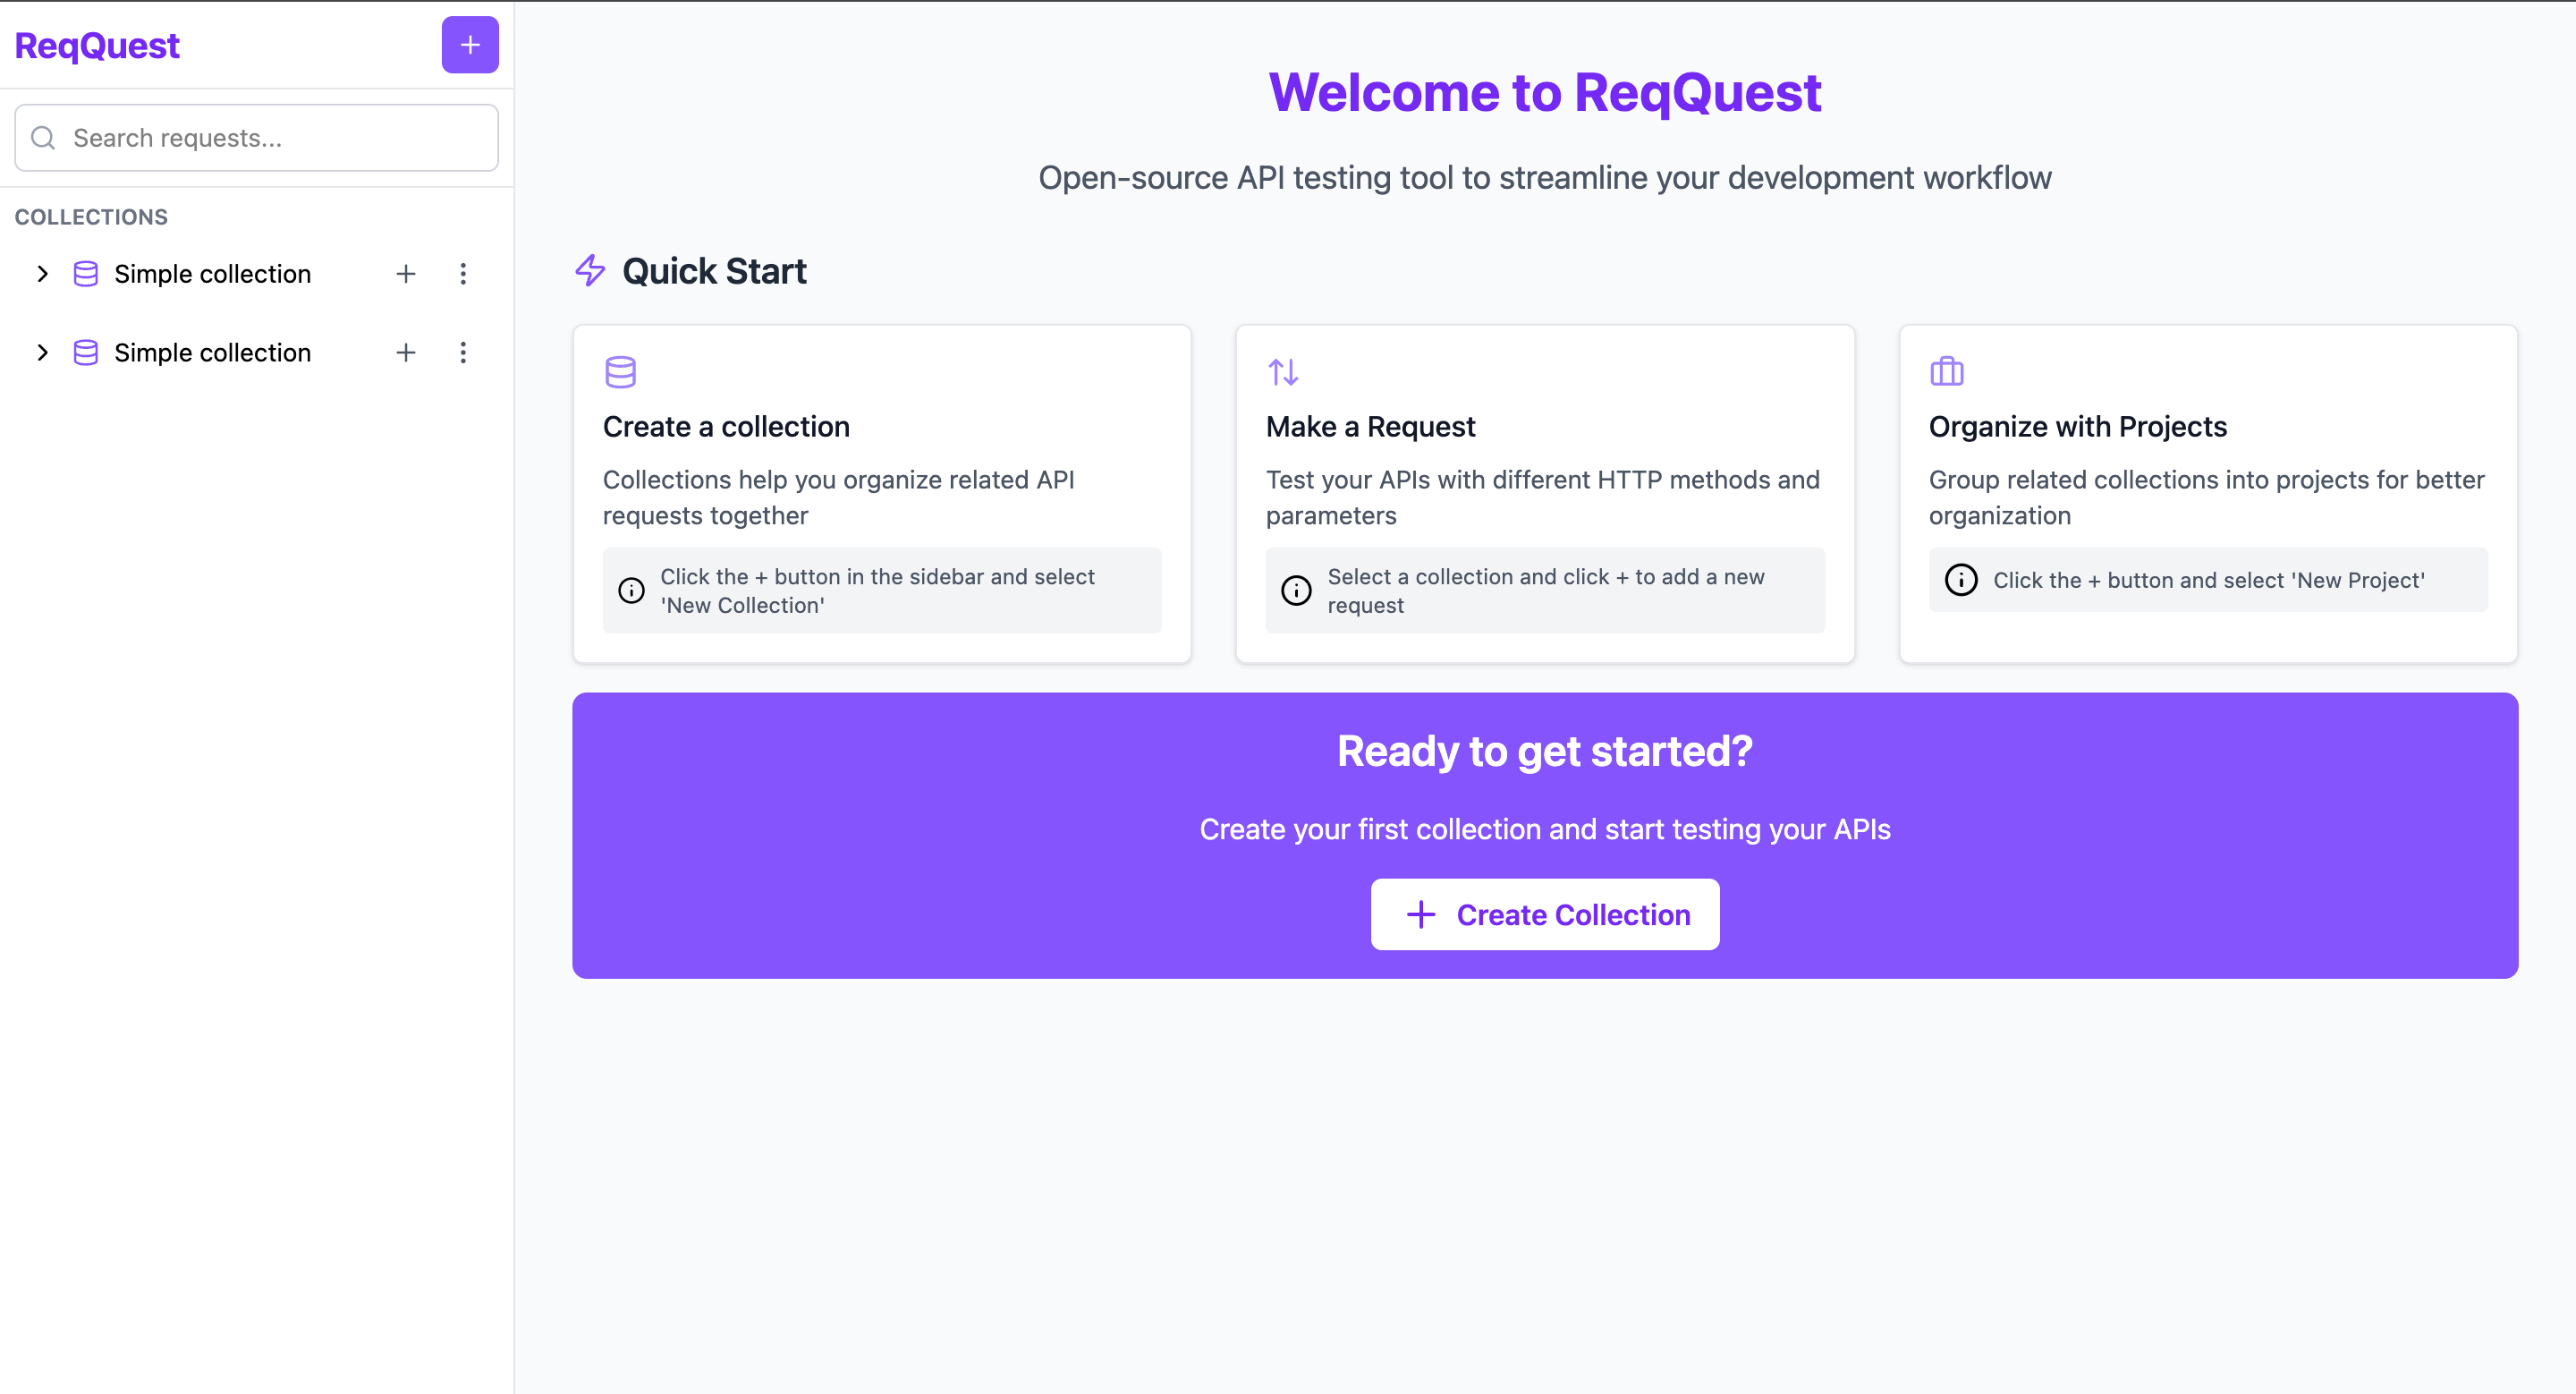 ReqQuest
Search requests...
COLLECTIONS
Simple collection
Simple collection
Welcome to ReqQuest
Open-source API testing tool to streamline your development workflow
Quick Start
Create a collection
Collections help you organize related API
requests together
Click the + button in the sidebar and select
'New Collection'
Make a Request
Test your APIs with different HTTP methods and
parameters
Select a collection and click + to add a new
request
Organize with Projects
Group related collections into projects for better
organization
Click the + button and select 'New Project'
Ready to get started?
Create your first collection and start testing your APIs
Create Collection